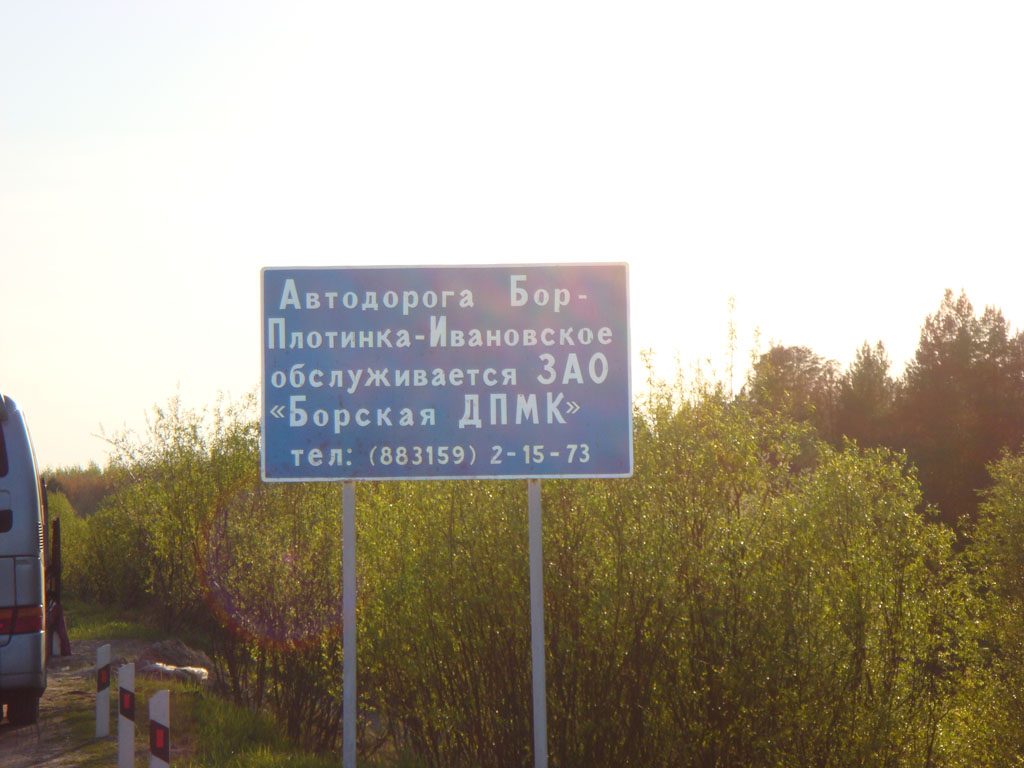 Автодорога Бор-
Плотинка-Ивановское
обслуживается ЗАО
«Борская ДПМК»
тел: (883159) 2-15-73